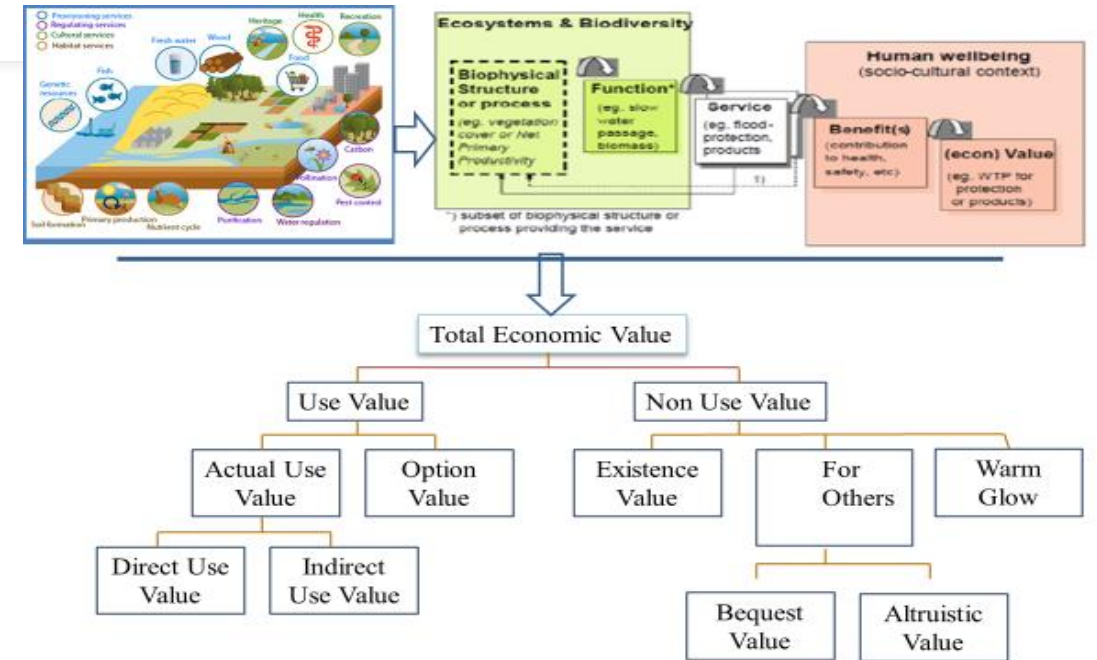 Provisioning services
Regulating services
Cultural services
Habitat services
Heritage
Health
Recreation
Fresh water
Wood
Food
Fish
Genetic
resources
Carbon
Pollination
Pest control
Soil formation
Primary production
Nutrient cycle
Purification
Water regulation
Ecosystems & Biodiversity
Biophysical
Structure
or process
(eg. vegetation
cover or Net
Primary
Productivity
Function*
(eg. slow
water
passage,
biomass)
Service
(eg. flood-
protection,
products
1)
*) subset of biophysical structure or
process providing the service
Human wellbeing
(socio-cultural context)
Benefit(s)
(contribution
to health,
safety, etc)
(econ) Value
(eg. WTP for
protection
or products)
Total Economic Value
Use Value
Non Use Value
Actual Use
Value
Option
Value
Existence
Value
For
Others
Warm
Glow
Direct Use
Value
Indirect
Use Value
Bequest
Value
Altruistic
Value